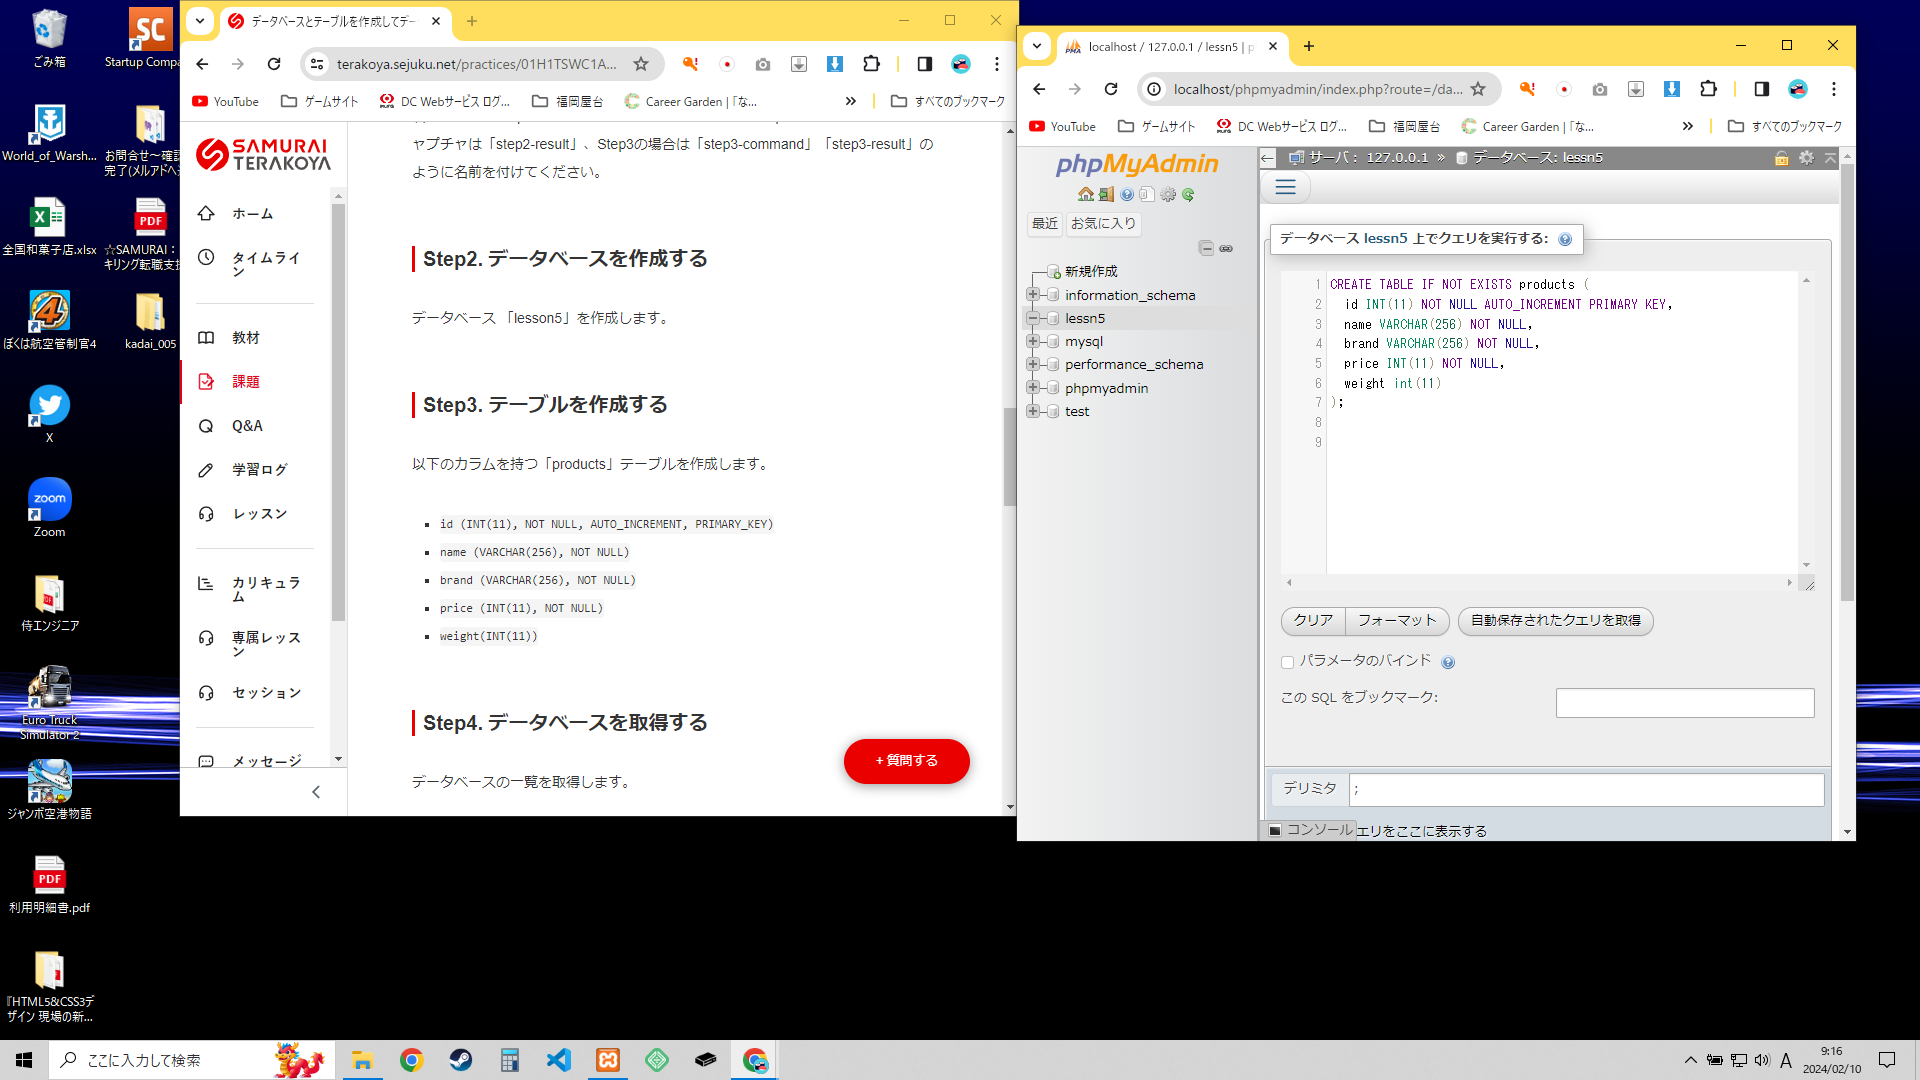 ごみ箱
Startup Compa
World_of_Warsh...
お問合せ～確認
完了(メルアドへ
全国和菓子店.xlsx
☆SAMURAI：
キリング転職支
ぼくは航空管制官4
kadai_005
X
Zoom
侍エンジニア
Euro Truck
Simulator 2
ジャンボ空港物語
利用明細書.pdf
『HTML5&CSS3デ
ザイン 現場の新...
データベースとテーブルを作成してデー
terakoya.sejuku.net/practices/01H1TSWC1A...
YouTube
ゲームサイト
DC Webサービス ログ...
福岡屋台
Career Garden |「な...
すべてのブックマーク
SAMURAI
TERAKOYA
ホーム
タイムライ
ン
教材
課題
Q&A
学習ログ
レッスン
カリキュラ
ム
専属レッス
ン
セッション
メッセージ
ャプチャは「step2-result」、Step3の場合は「step3-command」「step3-result」の
ように名前を付けてください。
Step2. データベースを作成する
データベース 「lesson5」を作成します。
Step3. テーブルを作成する
以下のカラムを持つ「products」テーブルを作成します。
id (INT(11), NOT NULL, AUTO_INCREMENT, PRIMARY_KEY)
name (VARCHAR(256), NOT NULL)
brand (VARCHAR(256), NOT NULL)
price (INT(11), NOT NULL)
weight(INT(11))
Step4. データベースを取得する
データベースの一覧を取得します。
+ 質問する
localhost / 127.0.0.1 / lessn5 | p
localhost/phpmyadmin/index.php?route=/da...
YouTube
ゲームサイト
DC Webサービス ログ...
福岡屋台
Career Garden |「な...
すべてのブックマーク
phpMyAdmin
最近
お気に入り
新規作成
information_schema
lessn5
mysql
performance_schema
phpmyadmin
test
サーバ： 127.0.0.1 » データベース: lessn5
データベース lessn5 上でクエリを実行する:
1 CREATE TABLE IF NOT EXISTS products (
2 id INT(11) NOT NULL AUTO_INCREMENT PRIMARY KEY,
3 name VARCHAR(256) NOT NULL,
4 brand VARCHAR(256) NOT NULL,
5 price INT(11) NOT NULL,
6 weight int(11)
7 );
8
9
クリア
フォーマット
自動保存されたクエリを取得
パラメータのバインド
この SQL をブックマーク:
デリミタ
;
コンソール
エリをここに表示する
ここに入力して検索
A
9:16
2024/02/10